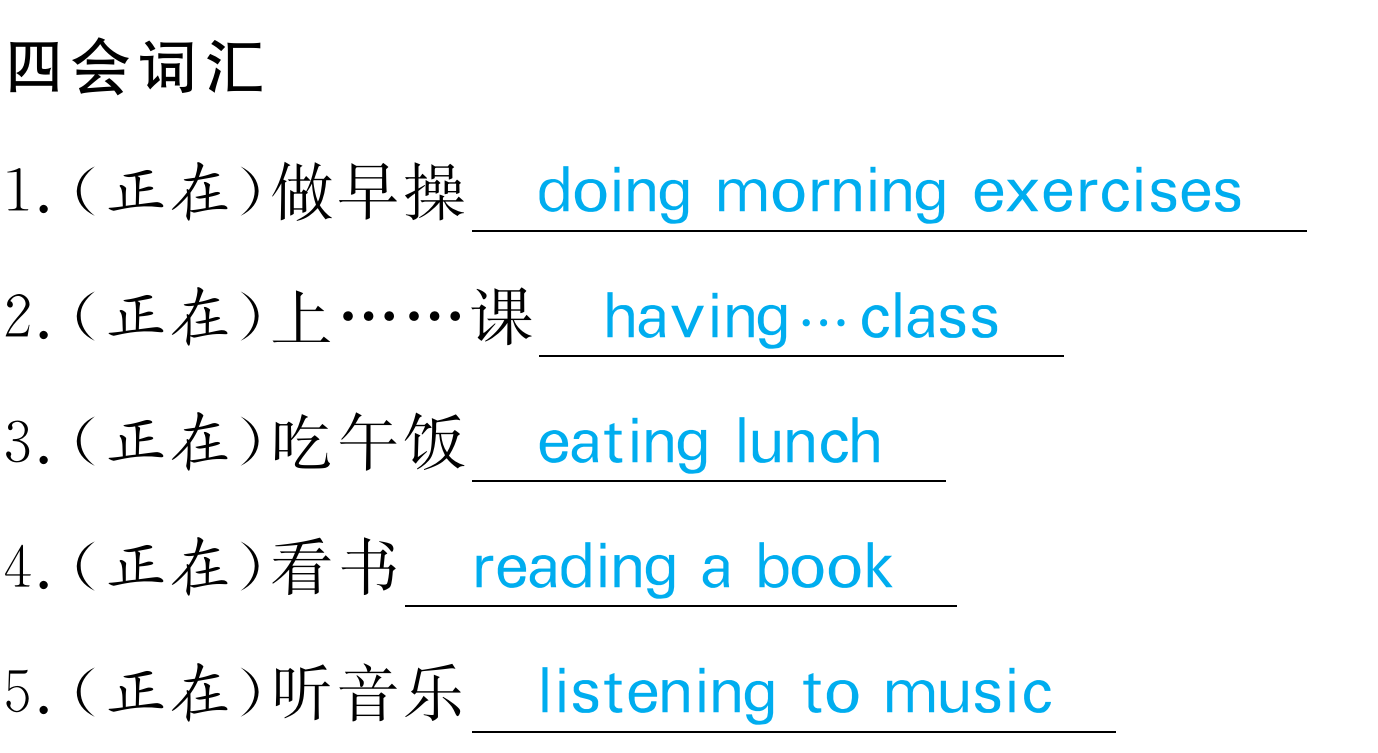 四会词汇
1.(正在)做早操 doing morning exercises
2.(正在)上……课 having…class
3.(正在)吃午饭 eating lunch
4.(正在)看书 reading a book
5.(正在)听音乐 listening to music